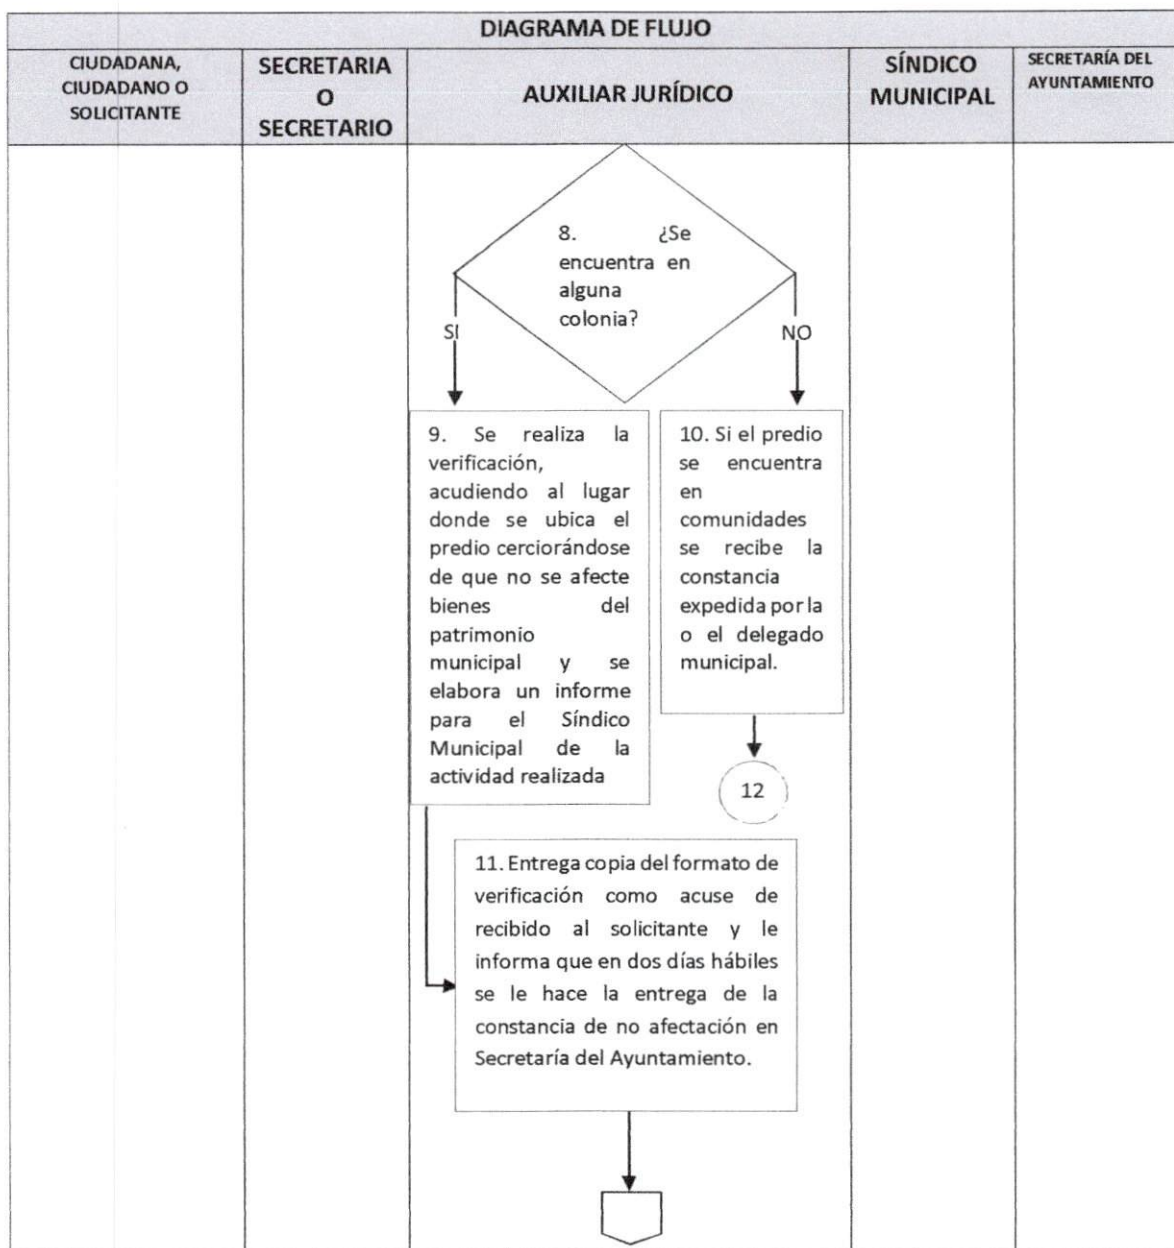 DIAGRAMA DE FLUJO
CIUDADANA,
CIUDADANO O
SOLICITANTE
SECRETARIA
O
SECRETARIO
AUXILIAR JURÍDICO
SÍNDICO
MUNICIPAL
SECRETARÍA DEL
AYUNTAMIENTO
8. ¿Se
encuentra en
alguna
colonia?
SI
NO
9. Se realiza la
verificación,
acudiendo al lugar
donde se ubica el
predio cerciorándose
de que no se afecte
bienes del
patrimonio
municipal y se
elabora un informe
para el Síndico
Municipal de la
actividad realizada
10. Si el predio
se encuentra
en
comunidades
se recibe la
constancia
expedida por la
o el delegado
municipal.
12
11. Entrega copia del formato de
verificación como acuse de
recibido al solicitante y le
informa que en dos días hábiles
se le hace la entrega de la
constancia de no afectación en
Secretaría del Ayuntamiento.